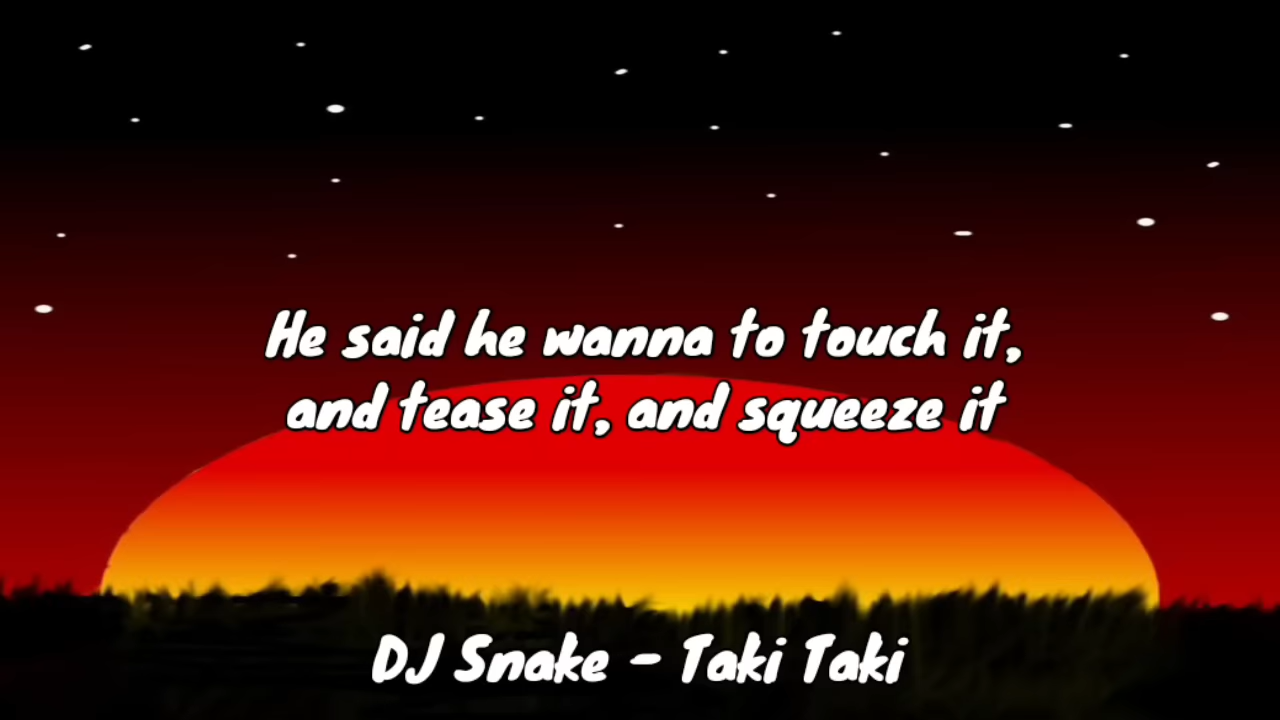 He said he wanna to touch it,
and tease it, and squeeze it
DJ Snake - Taki Taki